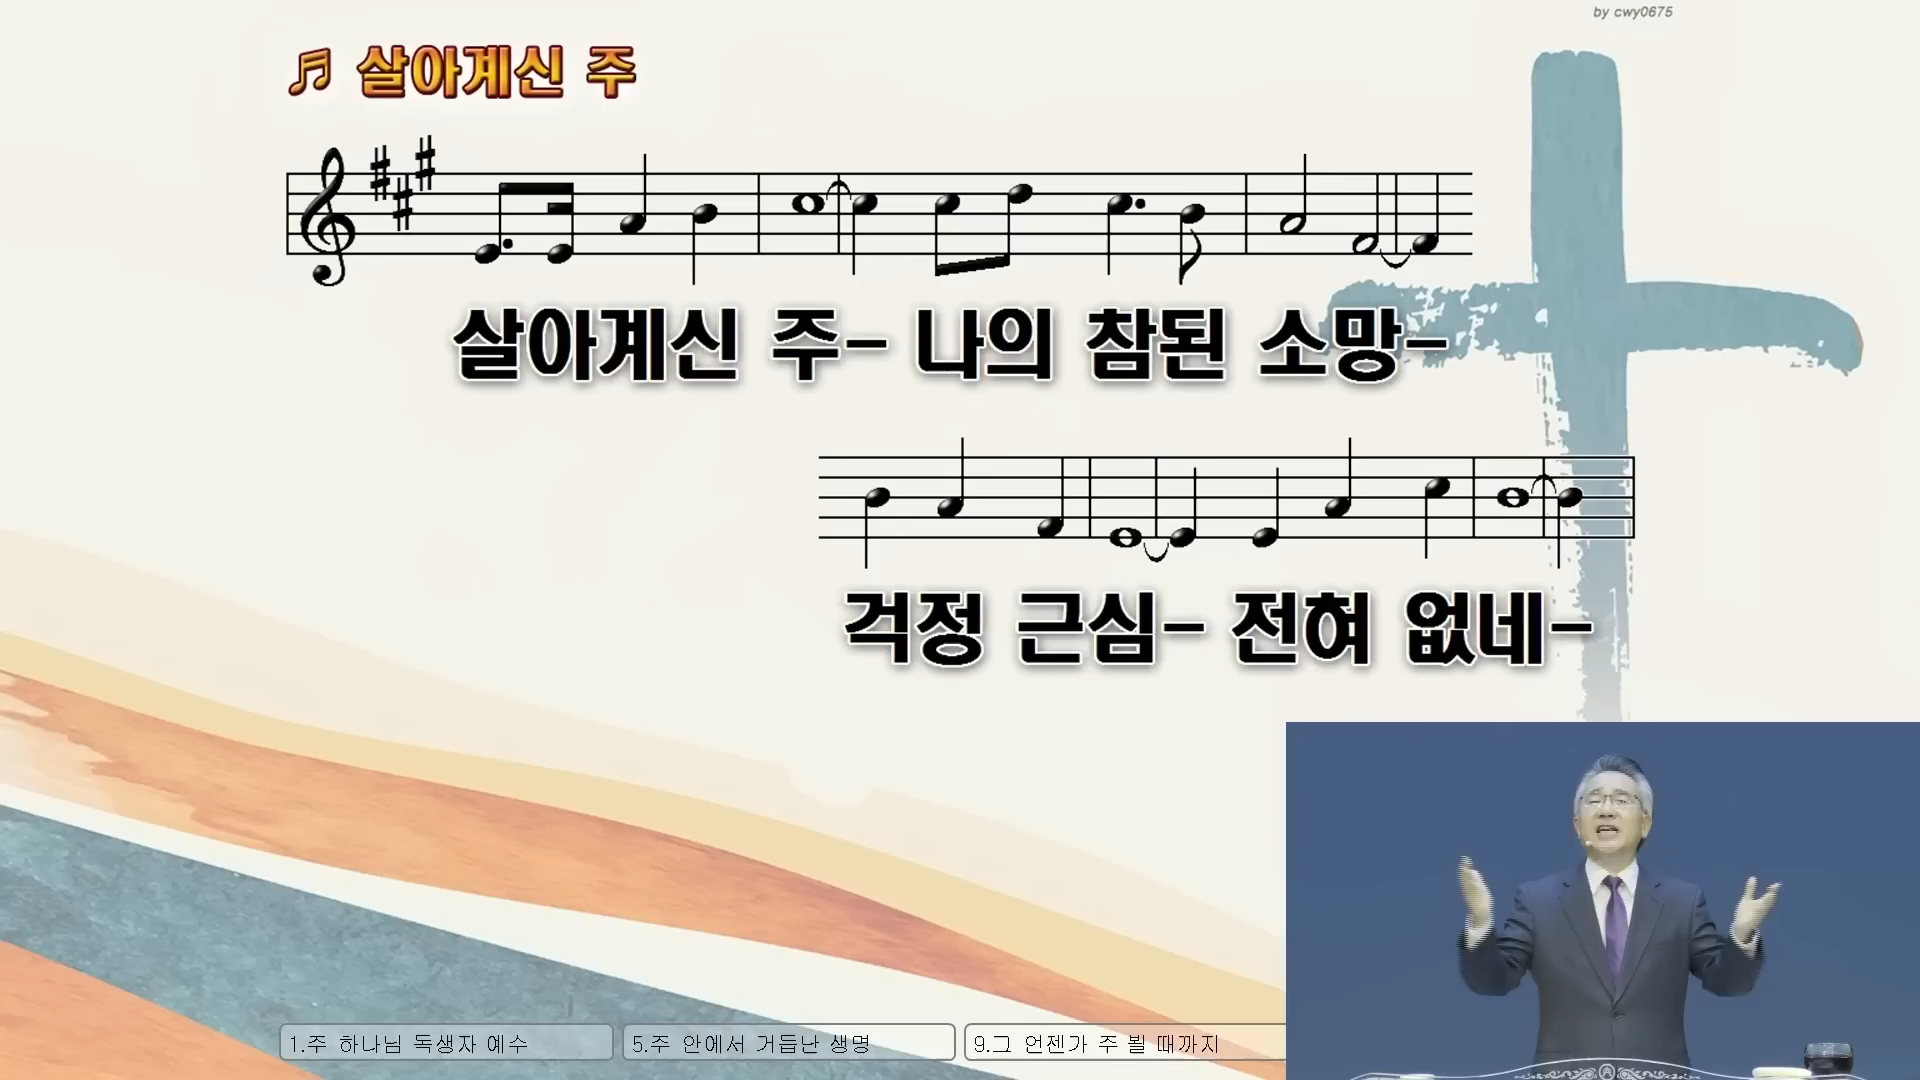 by cwy0675
♬ 살아계신 주
살아계신 주- 나의 참된 소망-
걱정 근심- 전혀 없네-
1.주 하나님 독생자 예수
5.주 안에서 거듭난 생명
9.그 언젠가 주 뵐 때까지